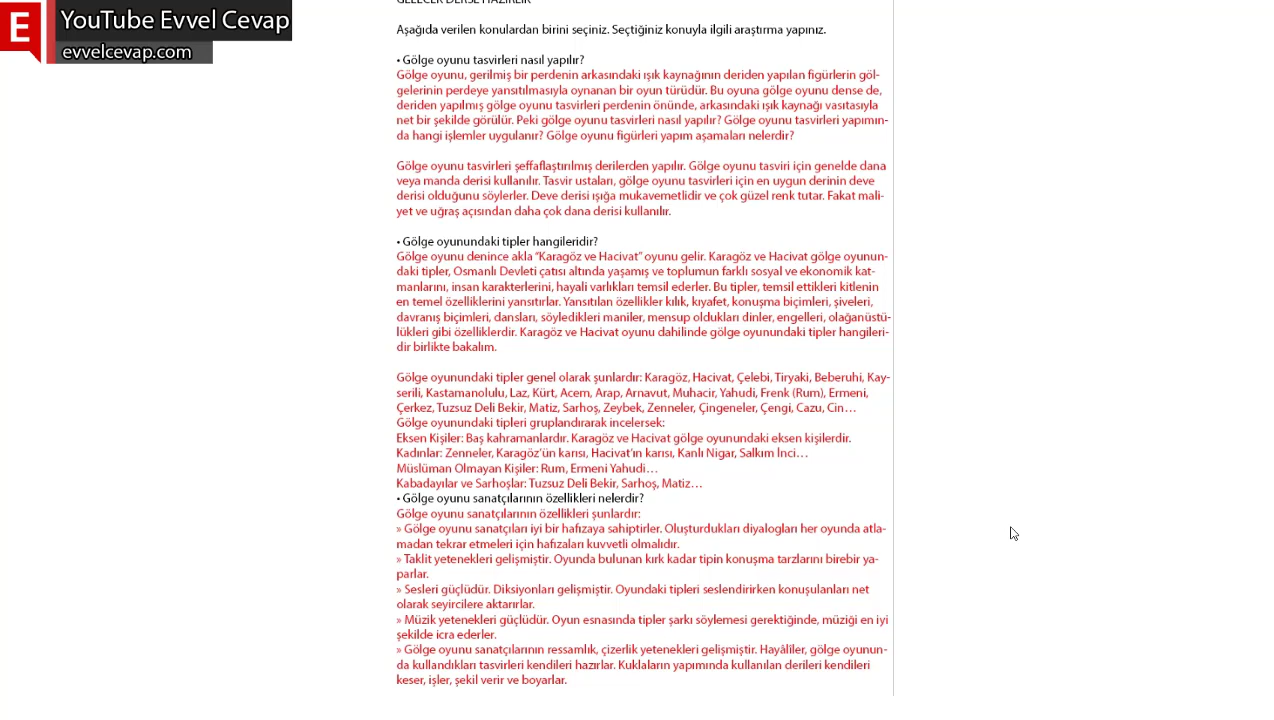 YouTube Evvel Cevap
evvelcevap.com
GELECEK DERSE HAZIRLIK
Aşağıda verilen konulardan birini seçiniz. Seçtiğiniz konuyla ilgili araştırma yapınız.
• Gölge oyunu tasvirleri nasıl yapılır?
Gölge oyunu, gerilmiş bir perdenin arkasındaki ışık kaynağının deriden yapılan figürlerin göl-
gelerinin perdeye yansıtılmasıyla oynanan bir oyun türüdür. Bu oyuna gölge oyunu dense de,
deriden yapılmış gölge oyunu tasvirleri perdenin önünde, arkasındaki ışık kaynağı vasıtasıyla
net bir şekilde görülür. Peki gölge oyunu tasvirleri nasıl yapılır? Gölge oyunu tasvirleri yapımın-
da hangi işlemler uygulanır? Gölge oyunu figürleri yapım aşamaları nelerdir?
Gölge oyunu tasvirleri şeffaflaştırılmış derilerden yapılır. Gölge oyunu tasviri için genelde dana
veya manda derisi kullanılır. Tasvir ustaları, gölge oyunu tasvirleri için en uygun derinin deve
derisi olduğunu söylerler. Deve derisi ışığa mukavemetlidir ve çok güzel renk tutar. Fakat mali-
yet ve uğraş açısından daha çok dana derisi kullanılır.
• Gölge oyunundaki tipler hangileridir?
Gölge oyunu denince akla “Karagöz ve Hacivat” oyunu gelir. Karagöz ve Hacivat gölge oyunun-
daki tipler, Osmanlı Devleti çatısı altında yaşamış ve toplumun farklı sosyal ve ekonomik kat-
manlarını, insan karakterlerini, hayali varlıkları temsil ederler. Bu tipler, temsil ettikleri kitlenin
en temel özelliklerini yansıtırlar. Yansıtılan özellikler kılık, kıyafet, konuşma biçimleri, şiveleri,
davranış biçimleri, dansları, söyledikleri maniler, mensup oldukları dinler, engelleri, olağanüstü-
lükleri gibi özelliklerdir. Karagöz ve Hacivat oyunu dahilinde gölge oyunundaki tipler hangileri-
dir birlikte bakalım.
Gölge oyunundaki tipler genel olarak şunlardır: Karagöz, Hacivat, Çelebi, Tiryaki, Beberuhi, Kay-
serili, Kastamanolulu, Laz, Kürt, Acem, Arap, Arnavut, Muhacir, Yahudi, Frenk (Rum), Ermeni,
Çerkez, Tuzsuz Deli Bekir, Matiz, Sarhoş, Zeybek, Zenneler, Çingeneler, Çengi, Cazu, Cin…
Gölge oyunundaki tipleri gruplandırarak incelersek:
Eksen Kişiler: Baş kahramanlardır. Karagöz ve Hacivat gölge oyunundaki eksen kişilerdir.
Kadınlar: Zenneler, Karagöz’ün karısı, Hacivat’ın karısı, Kanlı Nigar, Salkım İnci…
Müslüman Olmayan Kişiler: Rum, Ermeni Yahudi…
Kabadayılar ve Sarhoşlar: Tuzsuz Deli Bekir, Sarhoş, Matiz…
• Gölge oyunu sanatçılarının özellikleri nelerdir?
Gölge oyunu sanatçılarının özellikleri şunlardır:
» Gölge oyunu sanatçıları iyi bir hafızaya sahiptirler. Oluşturdukları diyalogları her oyunda atla-
madan tekrar etmeleri için hafızaları kuvvetli olmalıdır.
» Taklit yetenekleri gelişmiştir. Oyunda bulunan kırk kadar tipin konuşma tarzlarını birebir ya-
parlar.
» Sesleri güçlüdür. Diksiyonları gelişmiştir. Oyundaki tipleri seslendirirken konuşulanları net
olarak seyircilere aktarırlar.
» Müzik yetenekleri güçlüdür. Oyun esnasında tipler şarkı söylemesi gerektiğinde, müziği en iyi
şekilde icra ederler.
» Gölge oyunu sanatçılarının ressamlık, çizerlik yetenekleri gelişmiştir. Hayâlîler, gölge oyunun-
da kullandıkları tasvirleri kendileri hazırlar. Kuklaların yapımında kullanılan derileri kendileri
keser, işler, şekil verir ve boyarlar.